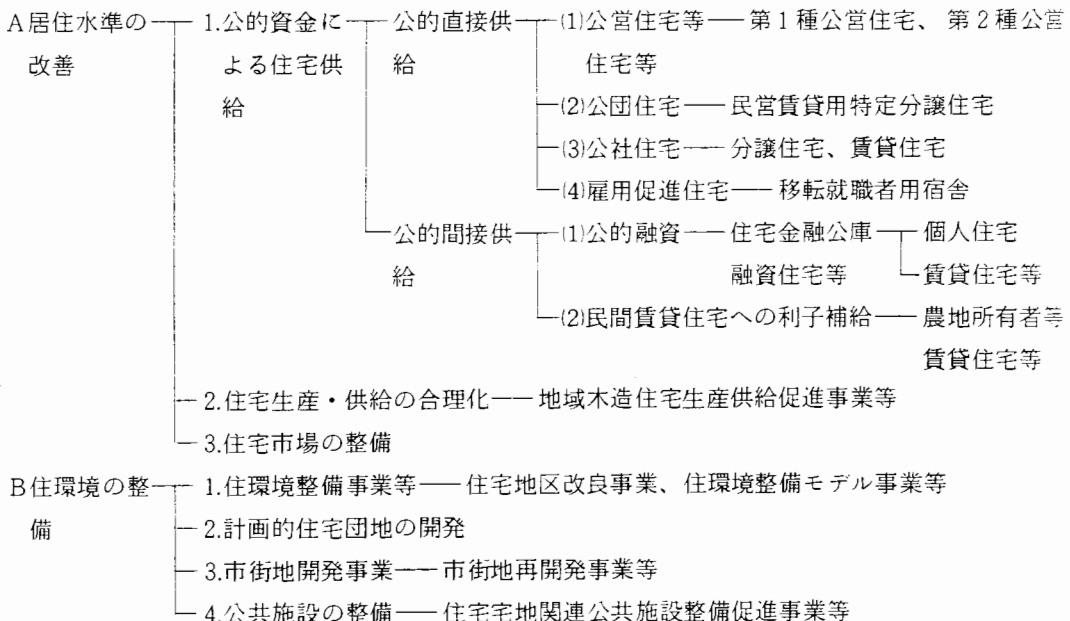 A居住水準の 1.公的資金に 公的直接供 (1)公営住宅等 第1種公営住宅、第2種公営
改善 よる住宅供 給 住宅等
給 (2)公団住宅 民営賃貸用特定分譲住宅
(3)公社住宅 分譲住宅、賃貸住宅
(4)雇用促進住宅 移転就職者用宿舎
公的間接供 (1)公的融資 住宅金融公庫 個人住宅
給 融資住宅等 賃貸住宅等
(2)民間賃貸住宅への利子補給 農地所有者等
賃貸住宅等
2.住宅生産・供給の合理化 地域木造住宅生産供給促進事業等
3.住宅市場の整備
B住環境の整 1.住環境整備事業等 住宅地区改良事業、住環境整備モデル事業等
備 2.計画的住宅団地の開発
3.市街地開発事業 市街地再開発事業等
4.公共施設の整備 住宅宅地関連公共施設整備促進事業等